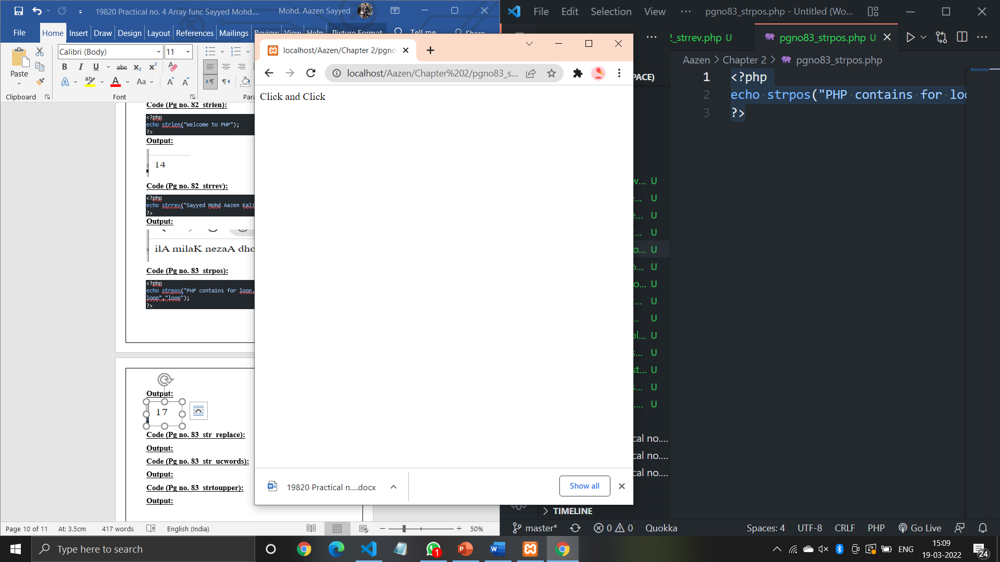 19820 Practical no. 4 Array func Sayyed Mohd....
Mohd. Aazen Sayyed
File
Home
Insert
Draw
Design
Layout
References
Mailings
Review
View
Help
Picture Format
Tell me
Share
Paste
Clipboard
Calibri (Body)
11
B I U abc x₂ x²
A A Aa A A
Font
Para
Code (Pg no. 82 strlen):
<?php
echo strlen("Welcome to PHP");
?>
Output:
14
Code (Pg no. 82 strrev):
<?php
echo strrev("Sayyed Mohd Aazen Kali
?>
Output:
ilA milaK nezaA dho
Code (Pg no. 83 strpos):
<?php
echo strpos("PHP contains for loop,
loop","loop");
?>
Output:
17
Code (Pg no. 83 str_replace):
Output:
Code (Pg no. 83 str_ucwords):
Output:
Code (Pg no. 83 strtoupper):
Output:
Page 10 of 11
At: 3.5cm
417 words
English (India)
50%
localhost/Aazen/Chapter 2/pgno
localhost/Aazen/Chapter%202/pgno83_s...
Click and Click
19820 Practical n....docx
Show all
File
Edit
Selection
View
...
pgno83_strpos.php - Untitled (Wo...
2_strrev.php U
pgno83_strpos.php U
Aazen > Chapter 2 > pgno83_strpos.php
PACE)
1 <?php
2 echo strpos("PHP contains for loo
3 ?>
w... U
... U
e... U
r... U
o... U
o... U
o... U
r... U
... U
ol... U
s... U
st... U
s... U
.... U
cal no....
cal no....
cal no....
TIMELINE
master*
0
0
Quokka
Spaces: 4
UTF-8
CRLF
PHP
Go Live
Type here to search
1
ENG
15:09
19-03-2022
24